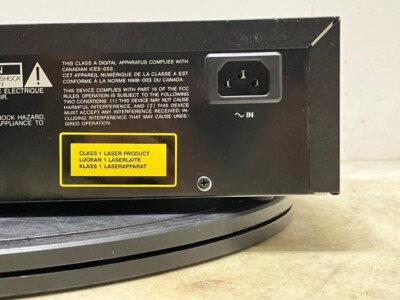 N
SHOCK
N
C ELECTRIQUE
IR.
HOCK HAZARD,
APPLIANCE TO
THIS CLASS A DIGITAL APPARATUS COMPLIES WITH
CANADIAN ICES-003.
CET APPAREIL NUMÉRIQUE DE LA CLASSE A EST
CONFORME À LA NORME NMB-003 DU CANADA.
THIS DEVICE COMPLIES WITH PART 15 OF THE FCC
RULES. OPERATION IS SUBJECT TO THE FOLLOWING
TWO CONDITIONS: (1) THIS DEVICE MAY NOT CAUSE
HARMFUL INTERFERENCE, AND (2) THIS DEVICE
MUST ACCEPT ANY INTERFERENCE RECEIVED, IN-
CLUDING INTERFERENCE THAT MAY CAUSE UNDE-
SIRED OPERATION.
CLASS 1 LASER PRODUCT
LUOKAN 1 LASERLAITE
KLASS 1 LASERAPPARAT
~ IN